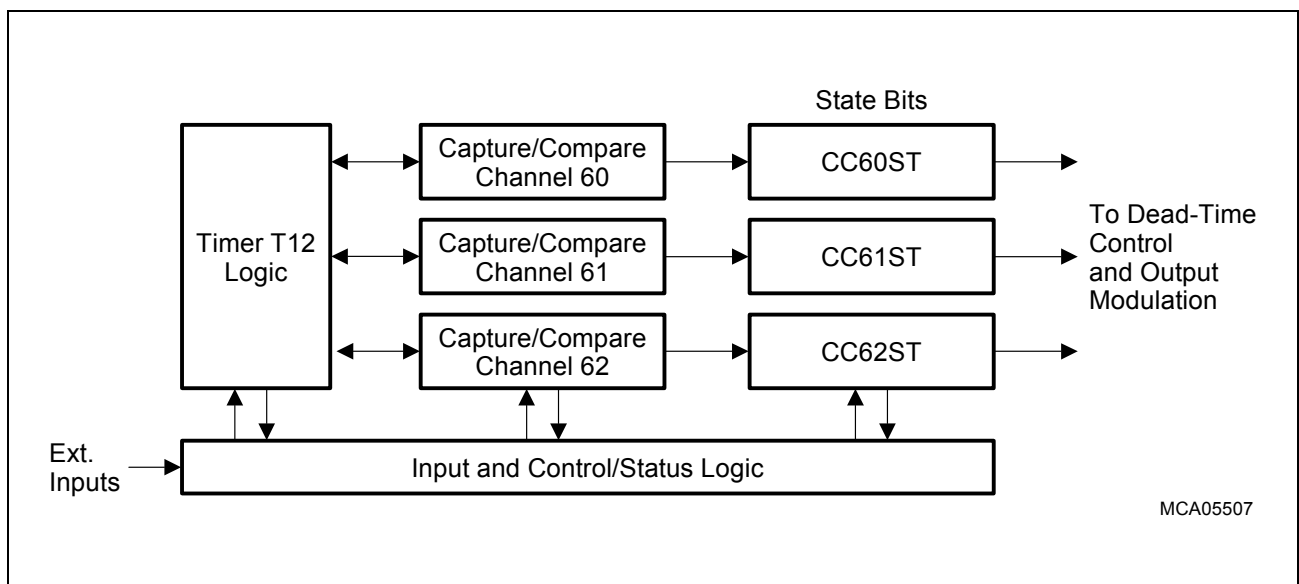 State Bits
Timer T12
Logic
Capture/Compare
Channel 60
CC60ST
Capture/Compare
Channel 61
CC61ST
Capture/Compare
Channel 62
CC62ST
To Dead-Time
Control
and Output
Modulation
Ext.
Inputs
Input and Control/Status Logic
MCA05507